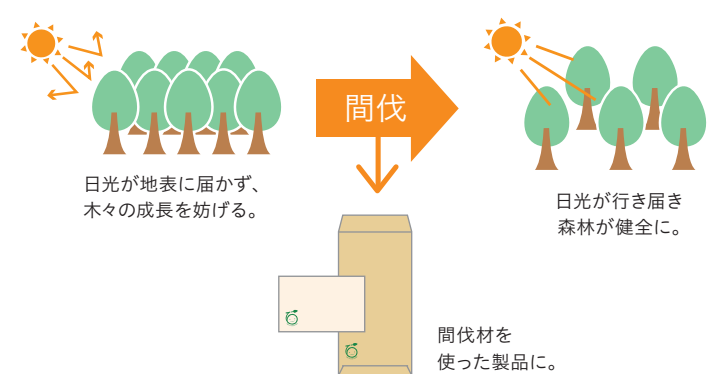 間伐
日光が地表に届かず、
木々の成長を妨げる。
日光が行き届き
森林が健全に。
間伐材を
使った製品に。